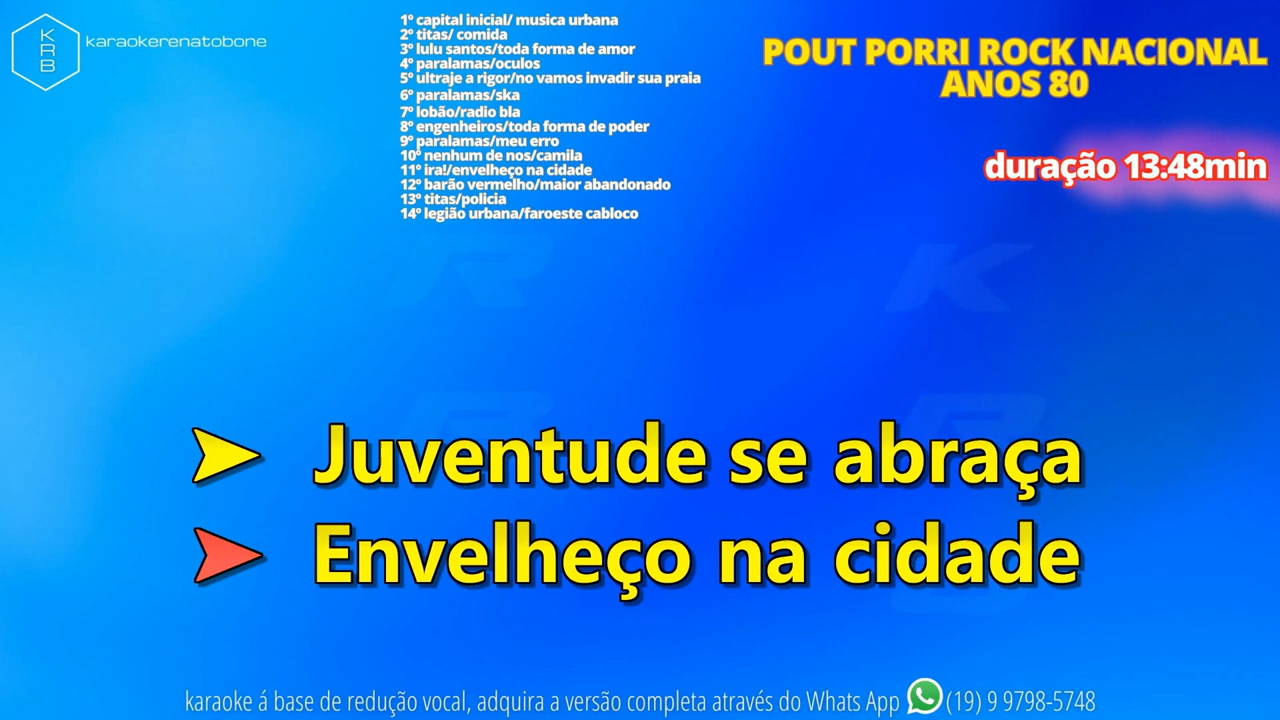 K
R
B
karaokerenatobone
1º capital inicial/ musica urbana
2º titas/ comida
3º lulu santos/toda forma de amor
4º paralamas/oculos
5º ultraje a rigor/no vamos invadir sua praia
6º paralamas/ska
7º lobão/radio bla
8º engenheiros/toda forma de poder
9º paralamas/meu erro
10º nenhum de nos/camila
11º ira!/envelheço na cidade
12º barão vermelho/maior abandonado
13º titas/policia
14º legião urbana/faroeste cabloco
POUT PORRI ROCK NACIONAL
ANOS 80
duração 13:48min
R K
R B
Juventude se abraça
Envelheço na cidade
karaoke á base de redução vocal, adquira a versão completa através do Whats App (19) 9 9798-5748